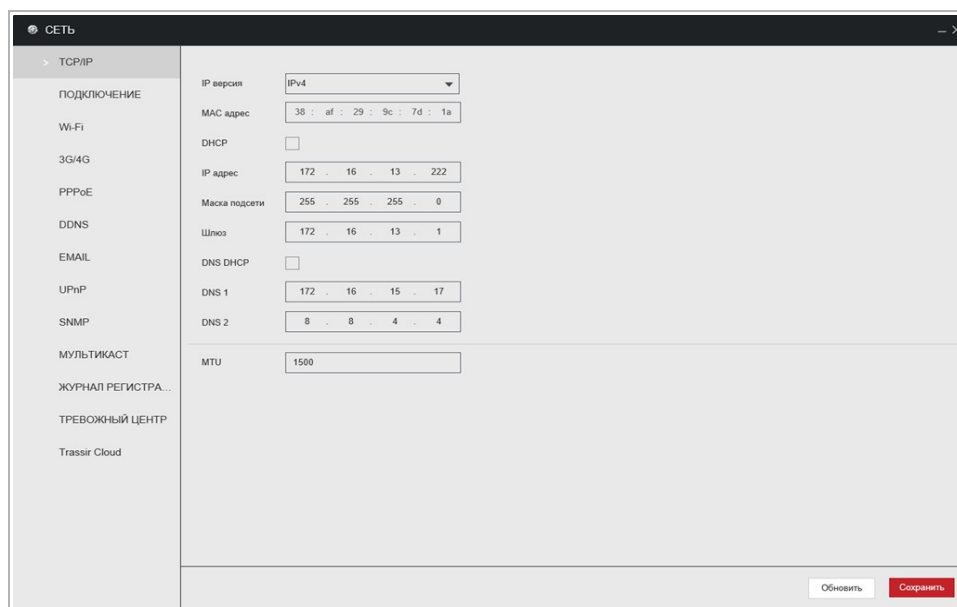 СЕТЬ
TCP/IP
ПОДКЛЮЧЕНИЕ
Wi-Fi
3G/4G
PPPoE
DDNS
EMAIL
UPnP
SNMP
МУЛЬТИКАСТ
ЖУРНАЛ РЕГИСТРА...
ТРЕВОЖНЫЙ ЦЕНТР
Trassir Cloud
IP версия IPv4
MAC адрес 38 : af : 29 : 9c : 7d : 1a
DHCP
IP адрес 172 . 16 . 13 . 222
Маска подсети 255 . 255 . 255 . 0
Шлюз 172 . 16 . 13 . 1
DNS DHCP
DNS 1 172 . 16 . 15 . 17
DNS 2 8 . 8 . 4 . 4
MTU 1500
Обновить Сохранить